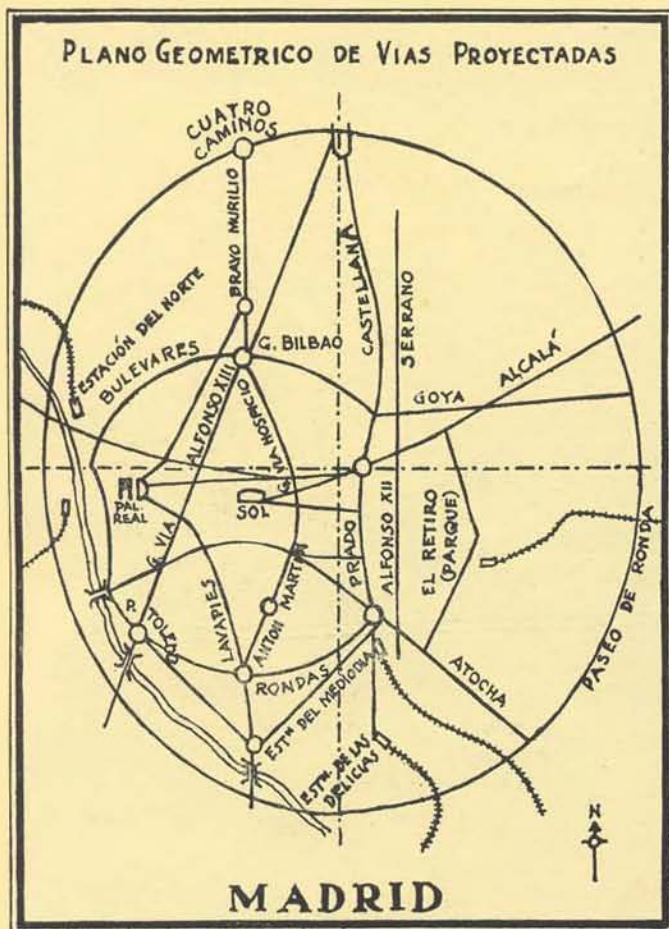 PLANO GEOMETRICO DE VIAS PROYECTADAS
CUATRO
CAMINOS
BRAVO MURILIO
ESTACIÓN DEL NORTE
BULEVARES
G. BILBAO
CASTELLANA
SERRANO
ALCALÁ
GOYA
G. VIA ALFONSO XIII
G. VIA HOSPICIO
PAL.
REAL
SOL
PRADO
ALFONSO XII
EL RETIRO
(PARQUE)
PASEO DE RONDA
P. TOLEDO
LAVAPIES
ANTON MARTIN
RONDAS
ATOCHA
ESTN. DEL MEDIODIA
ESTN. DE LAS
DELICIAS
N
MADRID